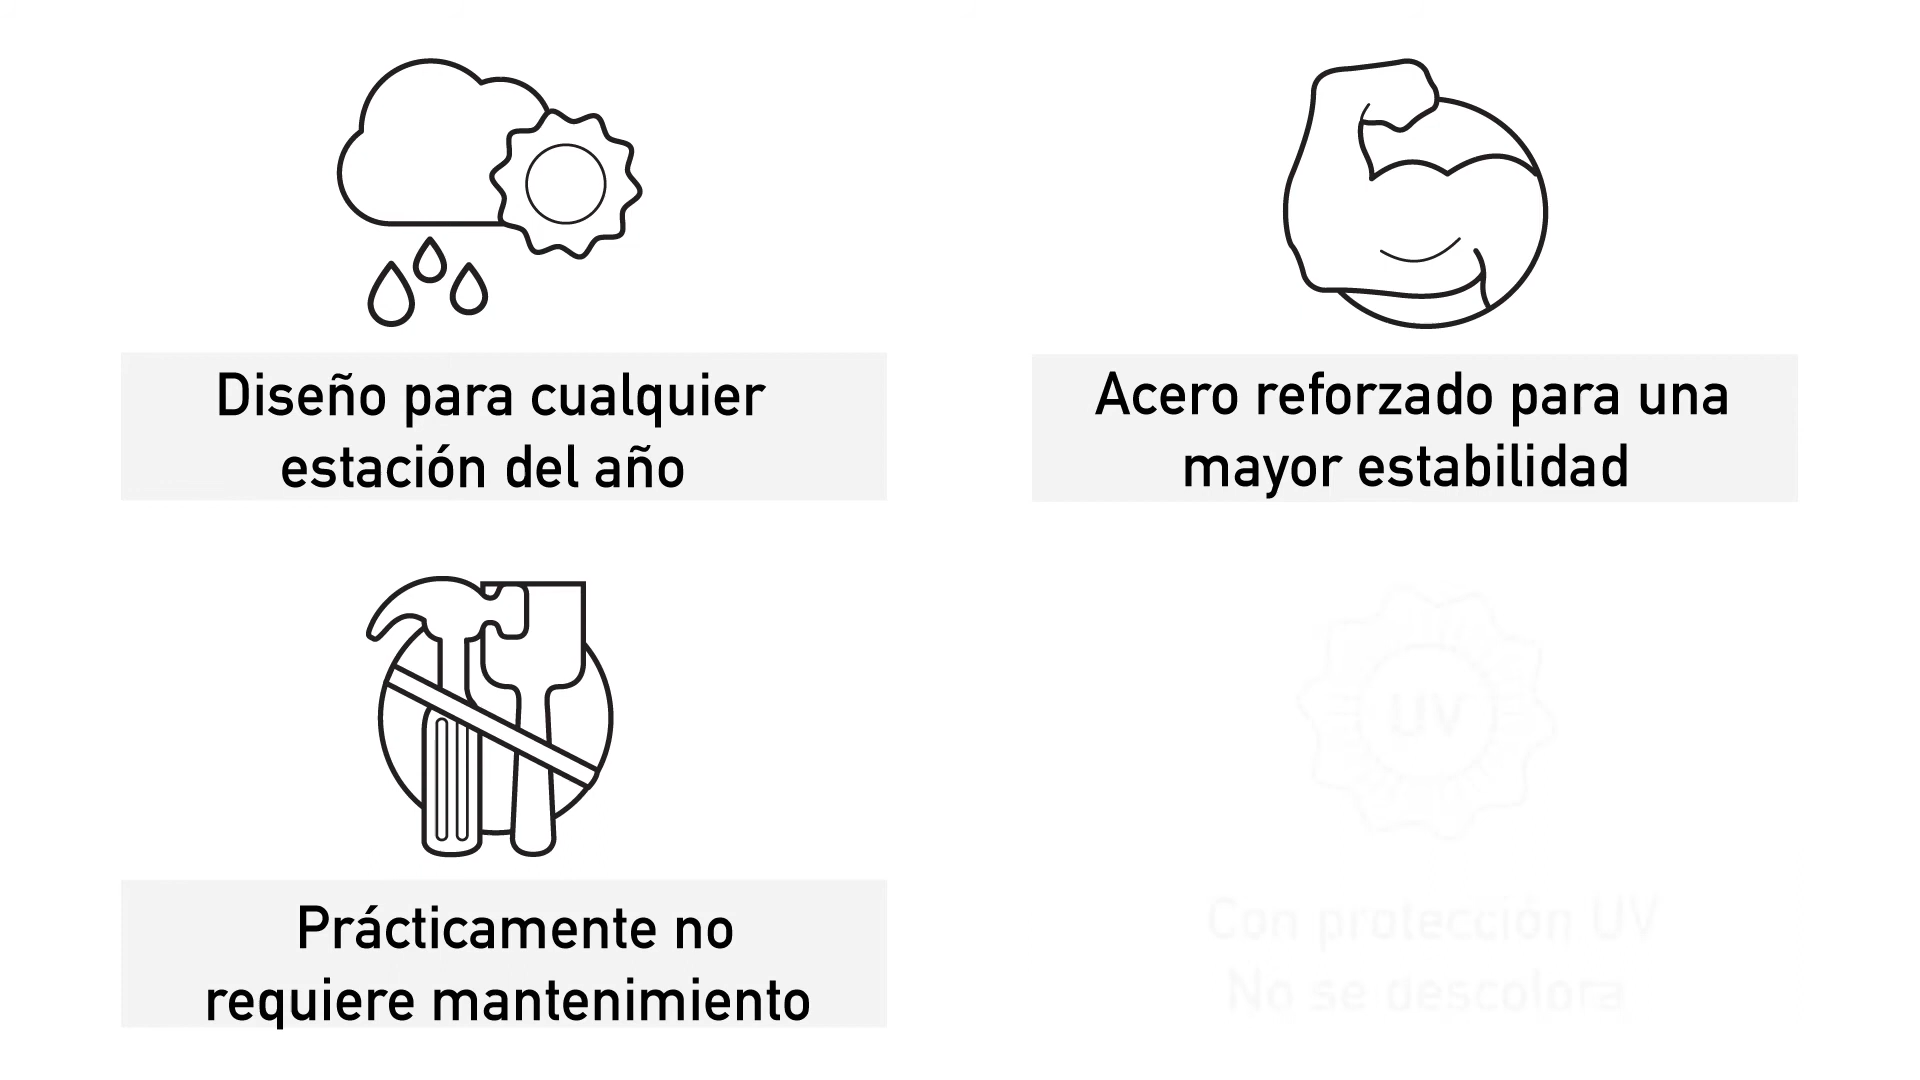 Diseño para cualquier
estación del año
Acero reforzado para una
mayor estabilidad
Prácticamente no
requiere mantenimiento
UV
Con protección UV
No se descolora